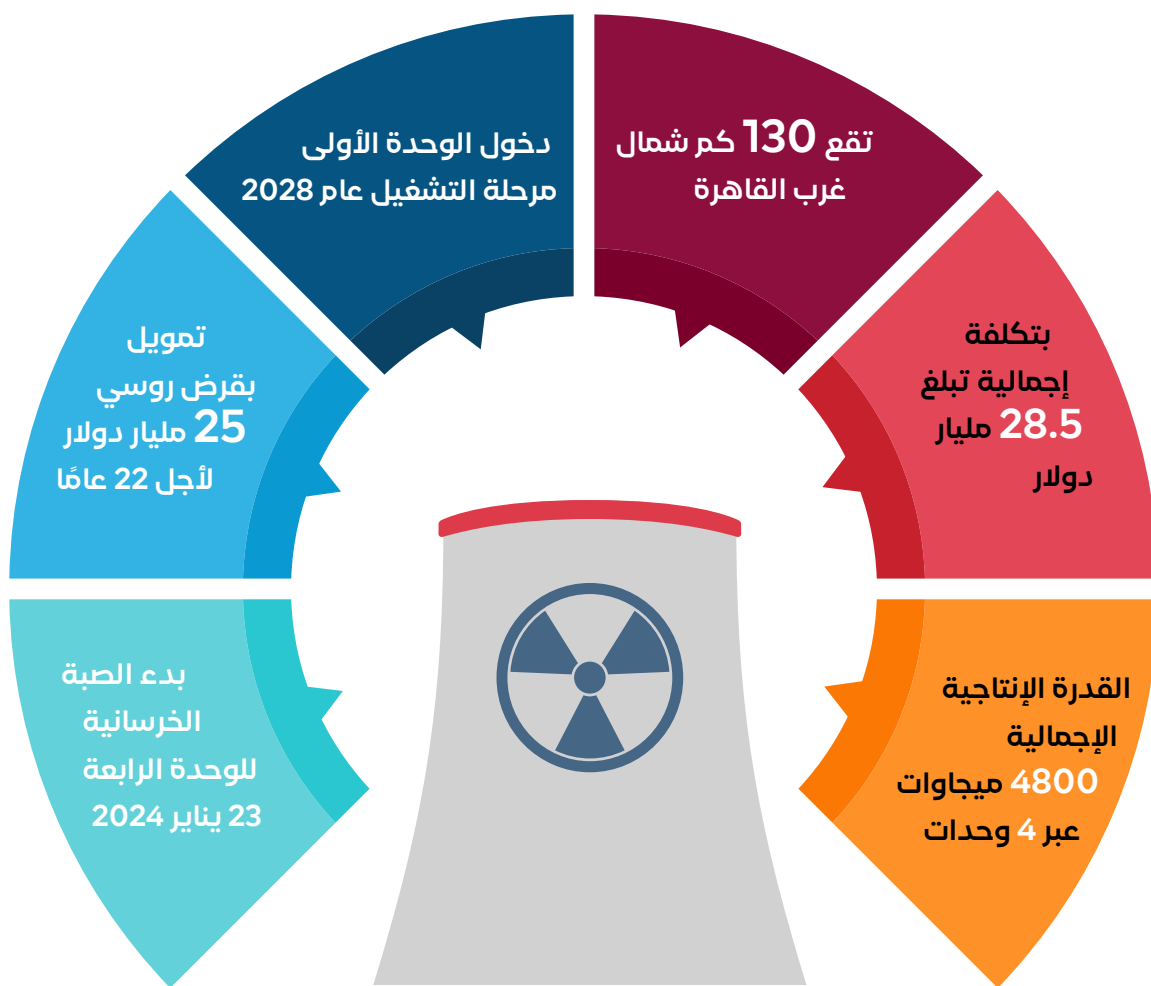 تقع 130 كم شمال
غرب القاهرة
بتكلفة
إجمالية تبلغ
28.5 مليار
دولار
القدرة الإنتاجية
الإجمالية
4800 ميجاوات
عبر 4 وحدات
دخول الوحدة الأولى
مرحلة التشغيل عام 2028
تمويل
بقرض روسي
25 مليار دولار
لأجل 22 عامًا
بدء الصبة
الخرسانية
للوحدة الرابعة
23 يناير 2024